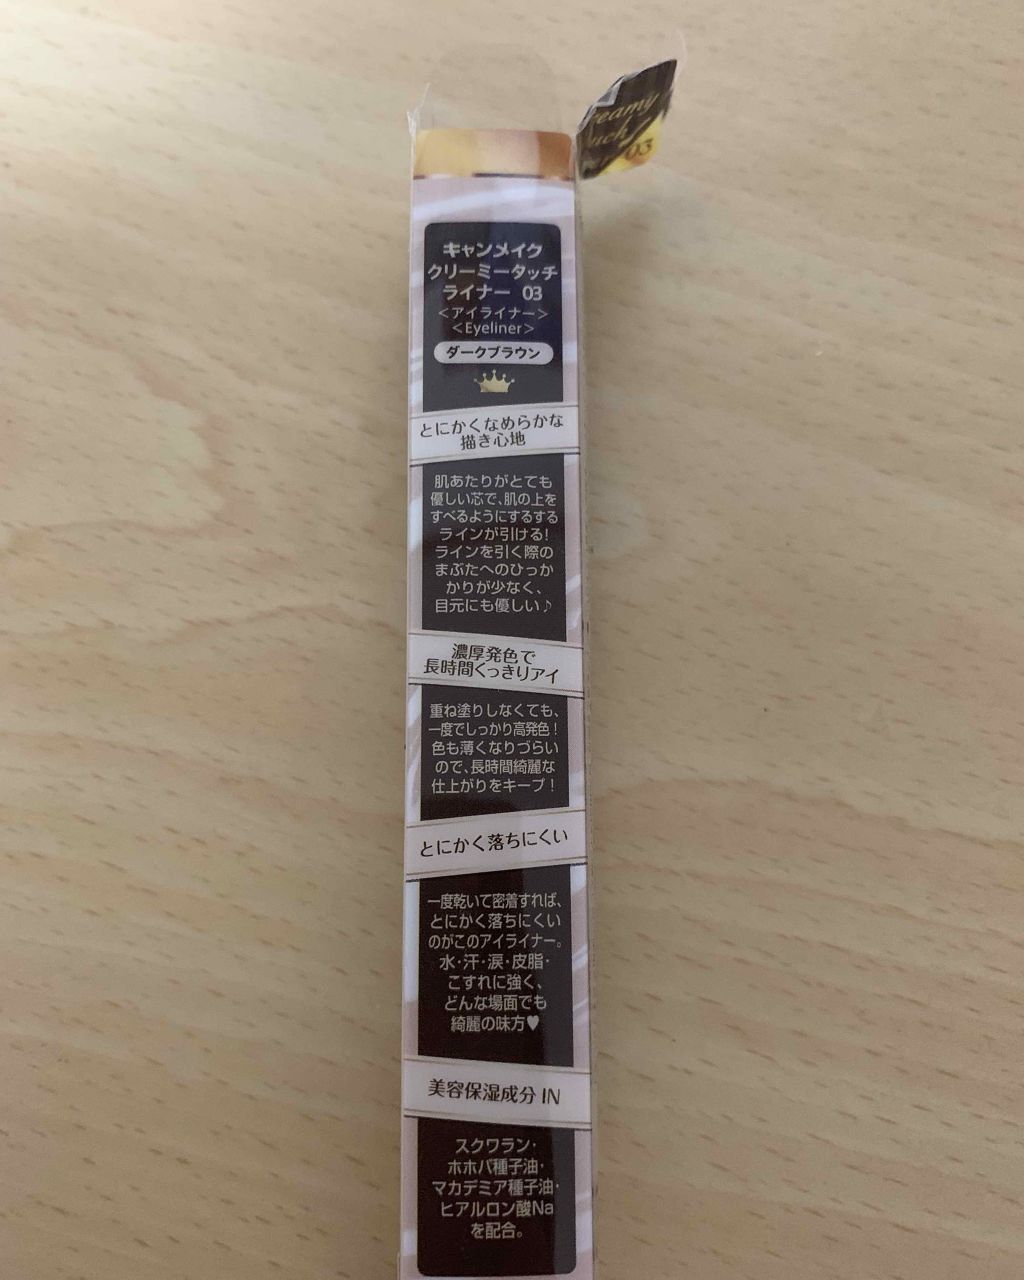 reamy
uch
03
キャンメイク
クリーミータッチ
ライナー 03
<アイライナー>
<Eyeliner>
ダークブラウン
とにかくなめらかな
描き心地
肌あたりがとても
優しい芯で、肌の上を
すべるようにするする
ラインが引ける!
ラインを引く際の
まぶたへのひっか
かりが少なく、
目元にも優しい♪
濃厚発色で
長時間くっきりアイ
重ね塗りしなくても、
一度でしっかり高発色!
色も薄くなりづらい
ので、長時間綺麗な
仕上がりをキープ!
とにかく落ちにくい
一度乾いて密着すれば、
とにかく落ちにくい
のがこのアイライナー。
水・汗・涙・皮脂・
こすれに強く、
どんな場面でも
綺麗の味方♥
美容保湿成分 IN
スクワラン・
ホホバ種子油・
マカデミア種子油・
ヒアルロン酸Na
を配合。